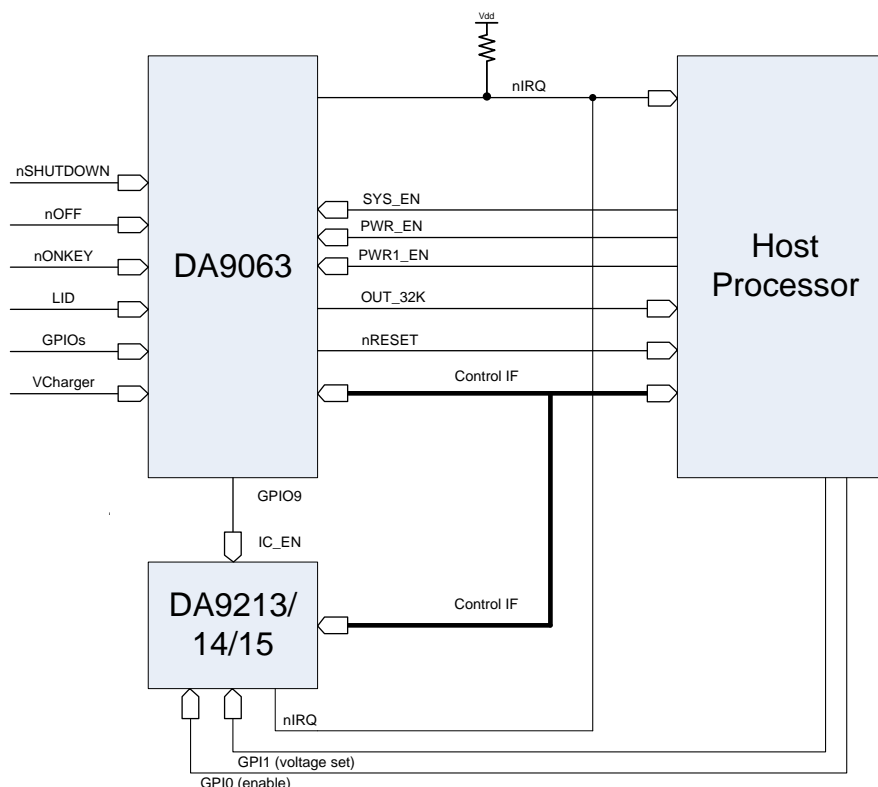 Vdd
nIRQ
nSHUTDOWN
nOFF
nONKEY
LID
GPIOs
VCharger
DA9063
SYS_EN
PWR_EN
PWR1_EN
OUT_32K
nRESET
Control IF
Host
Processor
GPIO9
IC_EN
DA9213/
14/15
Control IF
nIRQ
GPI1 (voltage set)
GPI0 (enable)